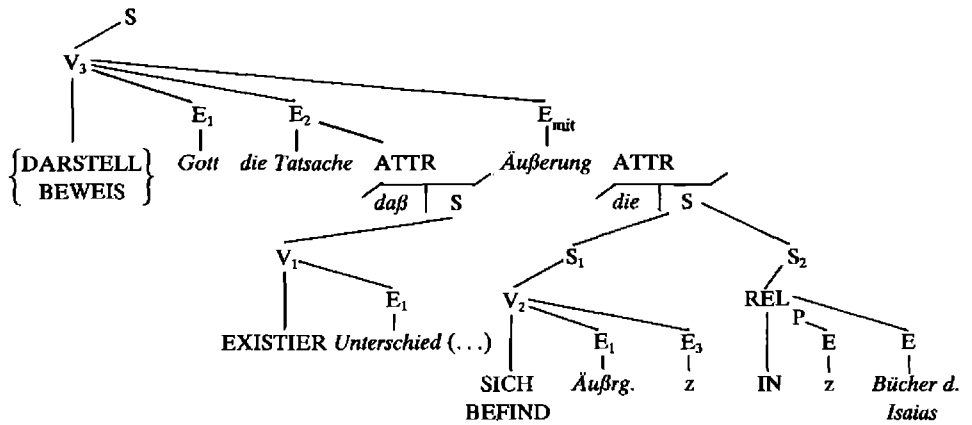 S
V₃
E₁ E₂ E_mit
{DARSTELL BEWEIS} Gott die Tatsache ATTR Äußerung ATTR
daß S die S
V₁ S₁ S₂
E₁ V₂ REL
P
EXISTIER Unterschied (...) E₁ E₃ E E
SICH Äußrg. z IN z Bücher d.
BEFIND Isaias